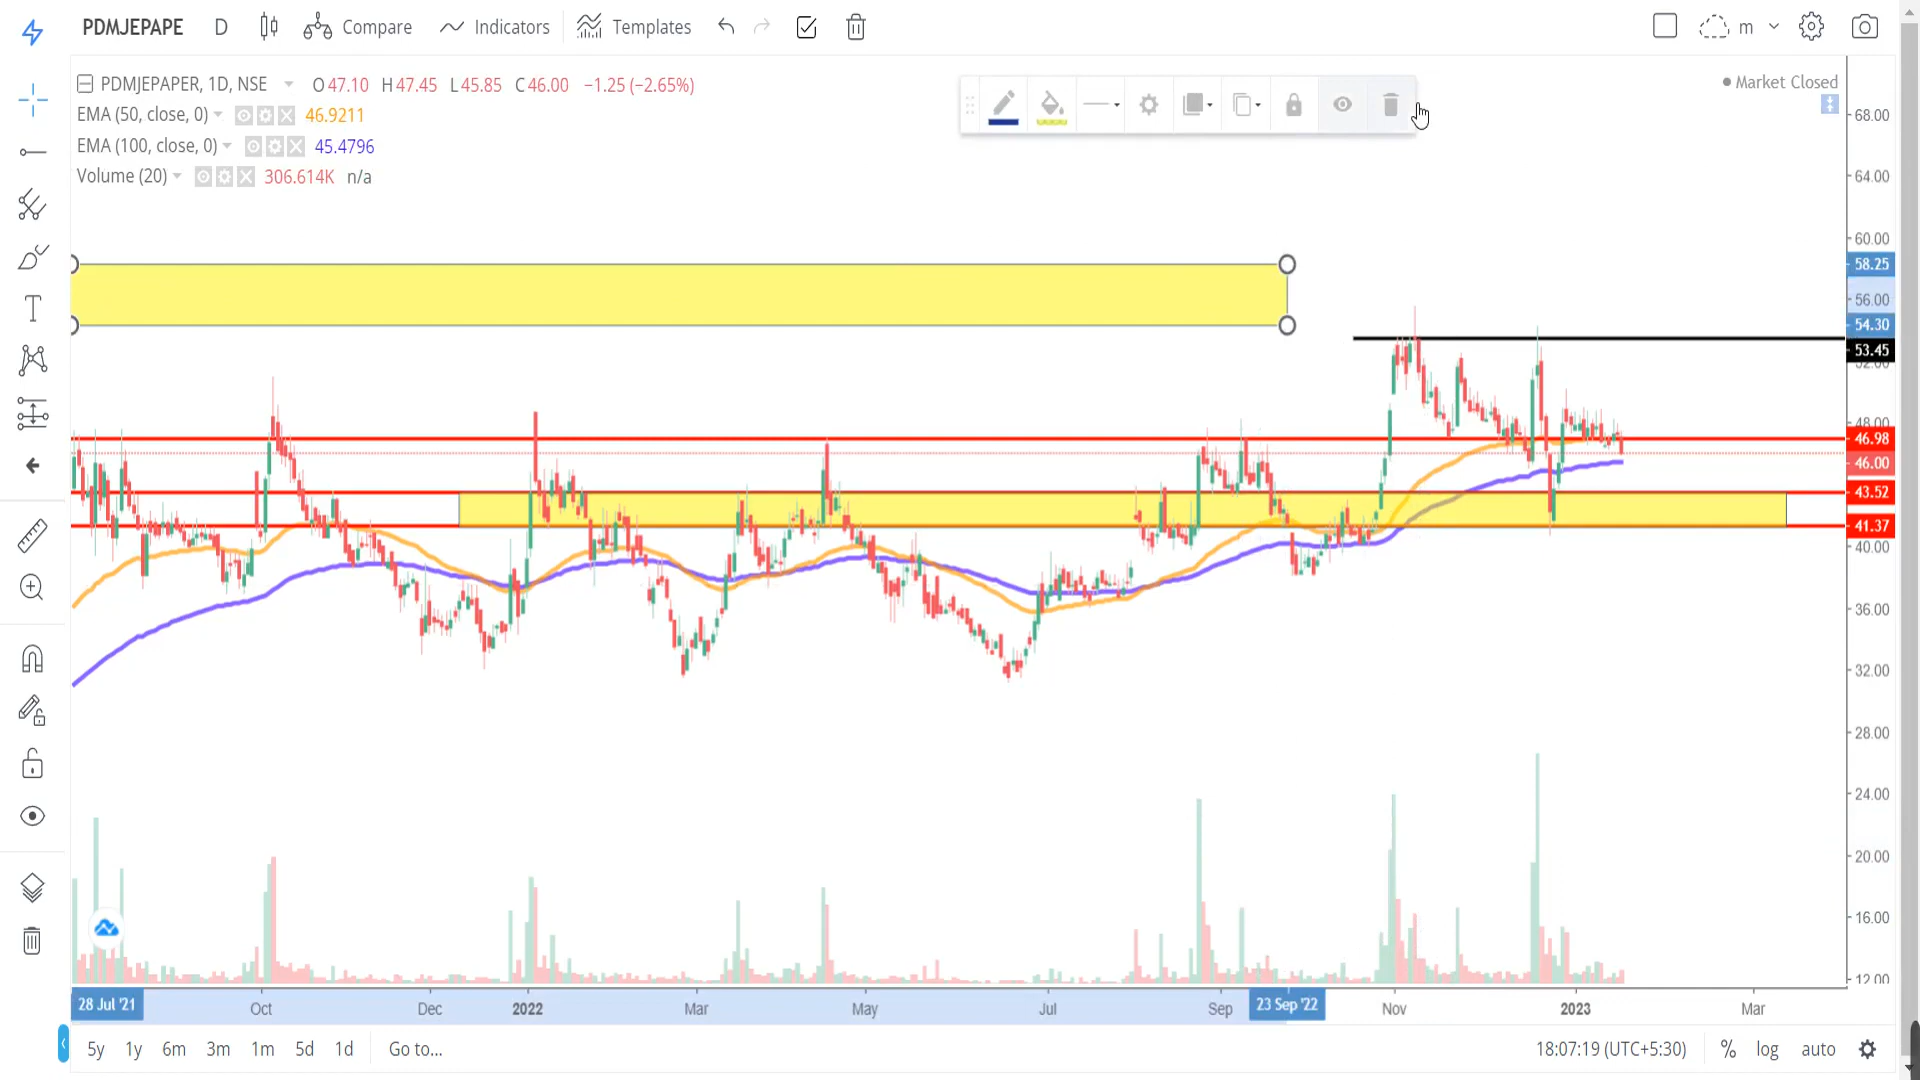 PDMJEPAPE D Compare Indicators Templates m
PDMJEPAPER, 1D, NSE O47.10 H47.45 L45.85 C46.00 −1.25 (−2.65%)
EMA (50, close, 0) 46.9211
EMA (100, close, 0) 45.4796
Volume (20) 306.614K n/a
Market Closed
68.00
64.00
60.00
58.25
56.00
54.30
53.45
52.00
48.00
46.98
46.00
43.52
41.37
40.00
36.00
32.00
28.00
24.00
20.00
16.00
12.00
28 Jul '21 Oct Dec 2022 Mar May Jul Sep 23 Sep '22 Nov 2023 Mar
5y 1y 6m 3m 1m 5d 1d Go to... 18:07:19 (UTC+5:30) % log auto